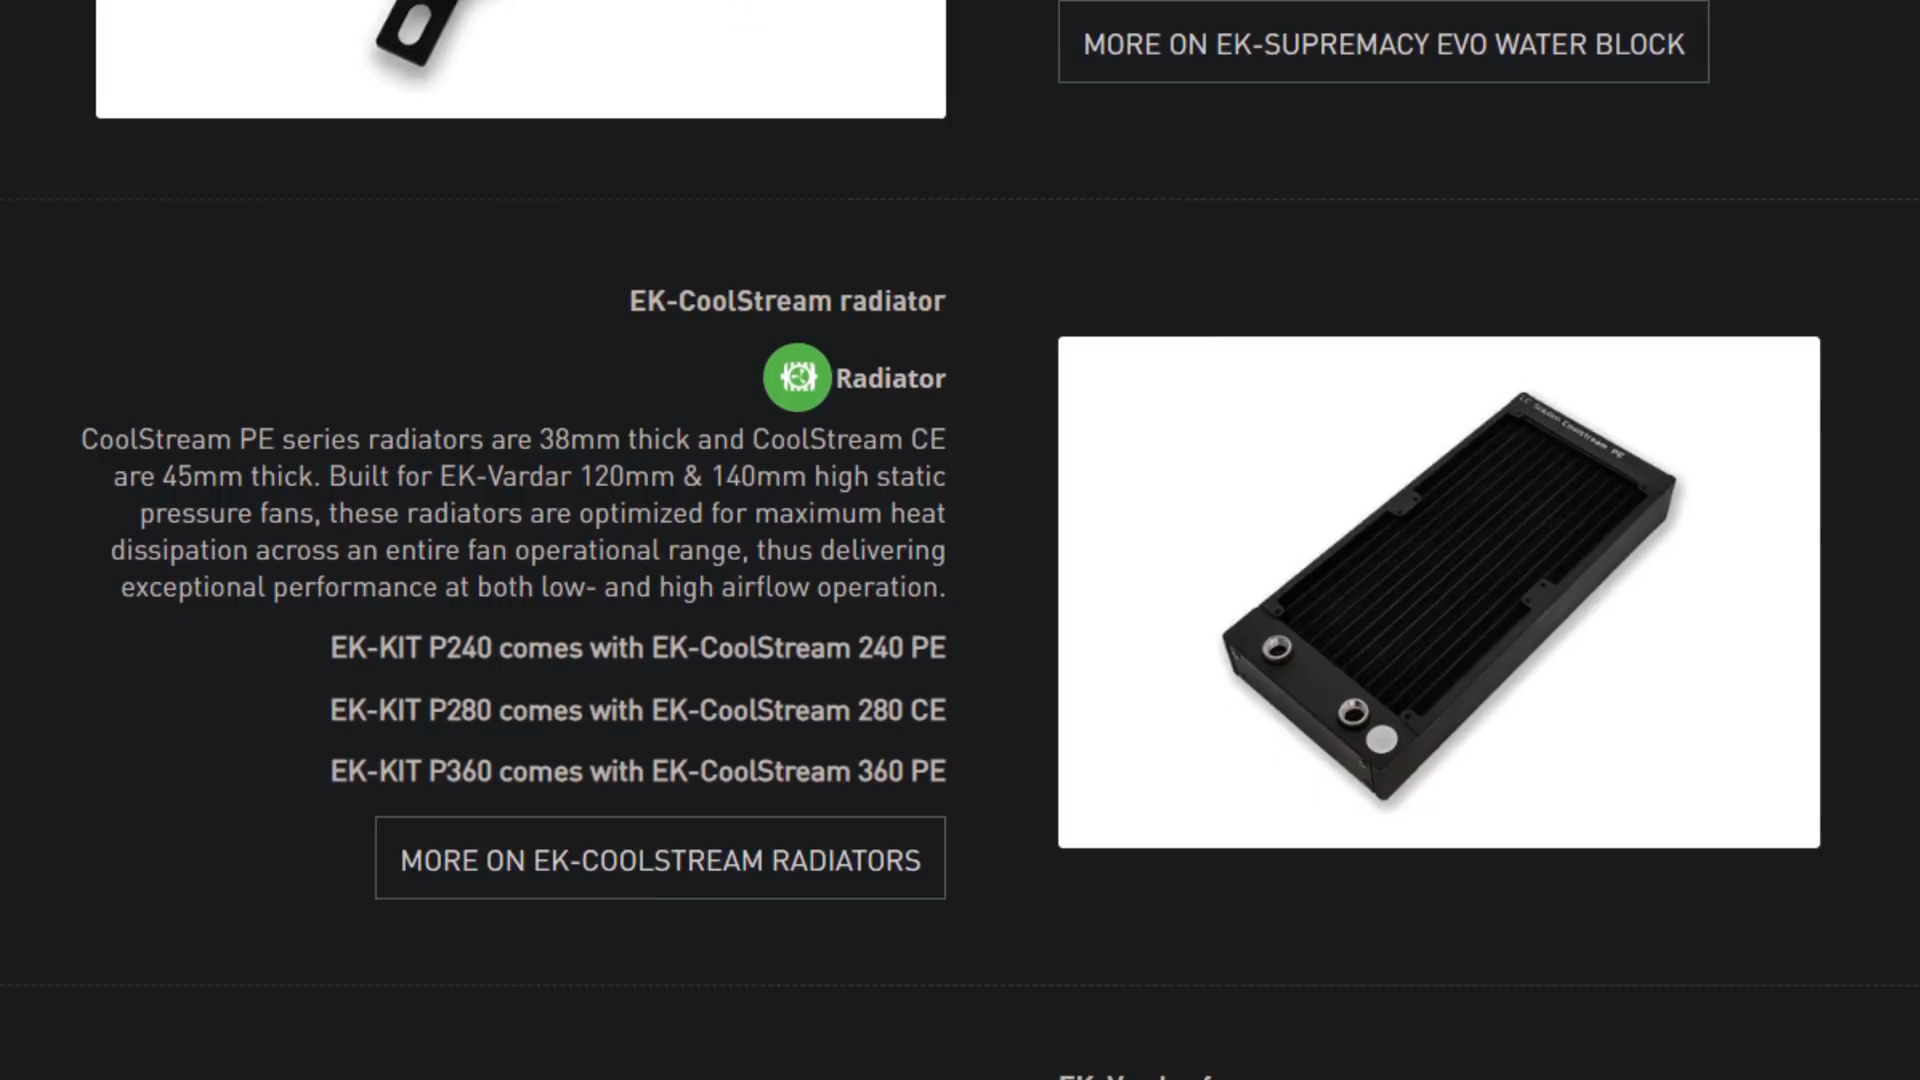 MORE ON EK-SUPREMACY EVO WATER BLOCK
EK-CoolStream radiator
Radiator
CoolStream PE series radiators are 38mm thick and CoolStream CE
are 45mm thick. Built for EK-Vardar 120mm & 140mm high static
pressure fans, these radiators are optimized for maximum heat
dissipation across an entire fan operational range, thus delivering
exceptional performance at both low- and high airflow operation.
EK-KIT P240 comes with EK-CoolStream 240 PE
EK-KIT P280 comes with EK-CoolStream 280 CE
EK-KIT P360 comes with EK-CoolStream 360 PE
MORE ON EK-COOLSTREAM RADIATORS
Coolstream PE